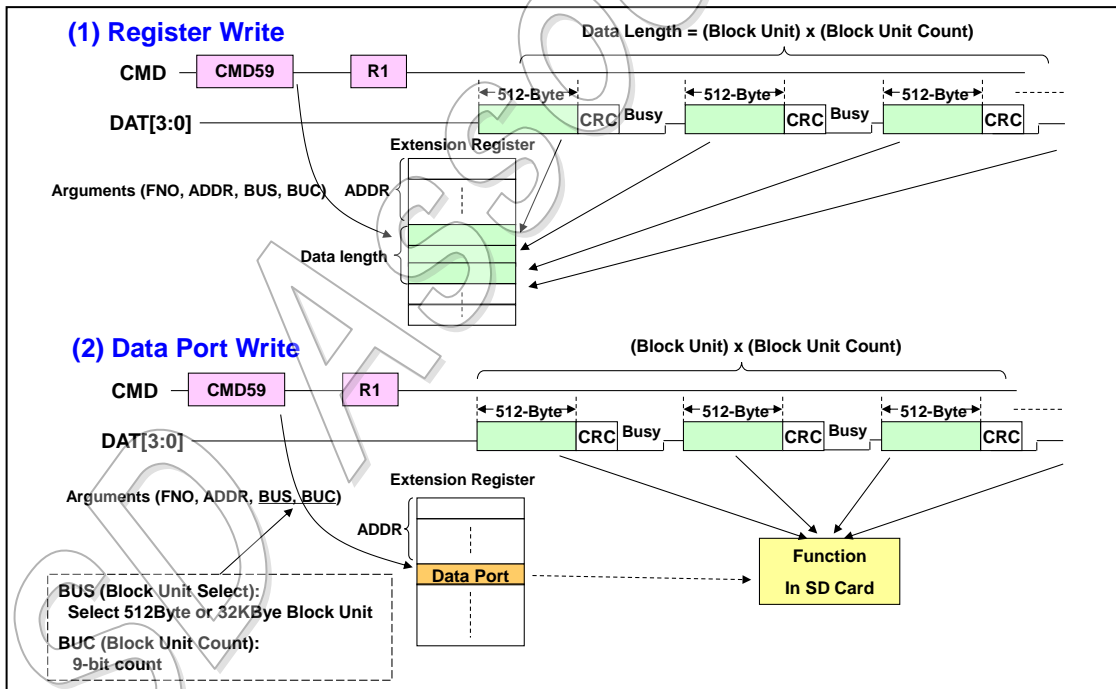 (1) Register Write
Data Length = (Block Unit) x (Block Unit Count)
CMD CMD59 R1
512-Byte 512-Byte 512-Byte
DAT[3:0] CRC Busy CRC Busy CRC
Extension Register
Arguments (FNO, ADDR, BUS, BUC) ADDR
Data length
(2) Data Port Write
(Block Unit) x (Block Unit Count)
CMD CMD59 R1
512-Byte 512-Byte 512-Byte
DAT[3:0] CRC Busy CRC Busy CRC
Extension Register
Arguments (FNO, ADDR, BUS, BUC)
ADDR
Data Port
Function
In SD Card
BUS (Block Unit Select):
Select 512Byte or 32KBye Block Unit
BUC (Block Unit Count):
9-bit count
SD Assoc